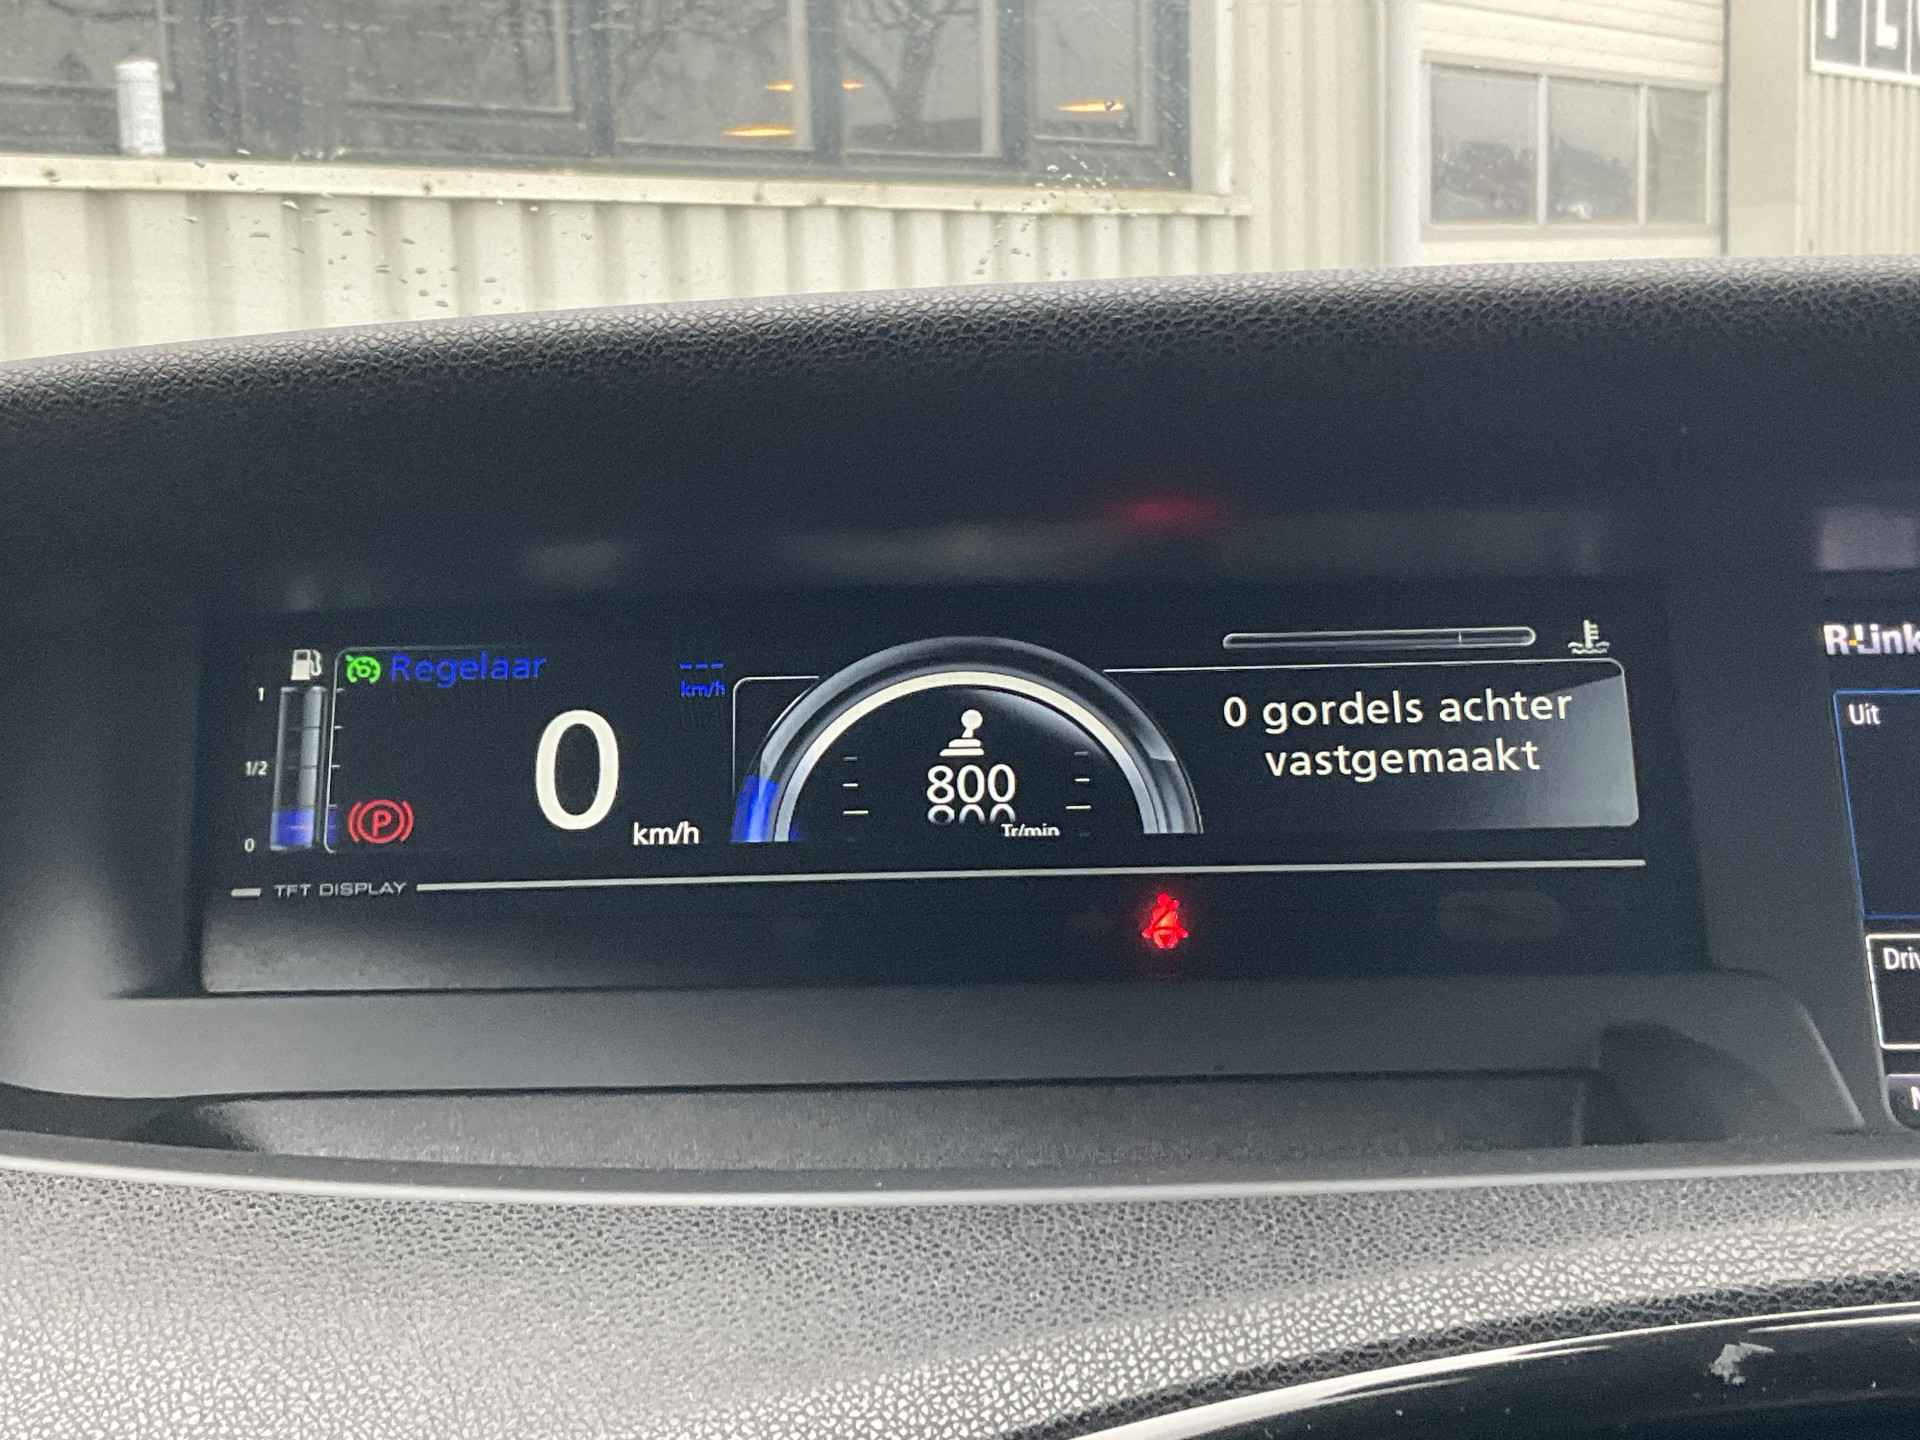 1
1/2
0
Regelaar
---
km/h
0
km/h
P
800
Tr/min
0 gordels achter
vastgemaakt
TFT DISPLAY
R-Link
Uit